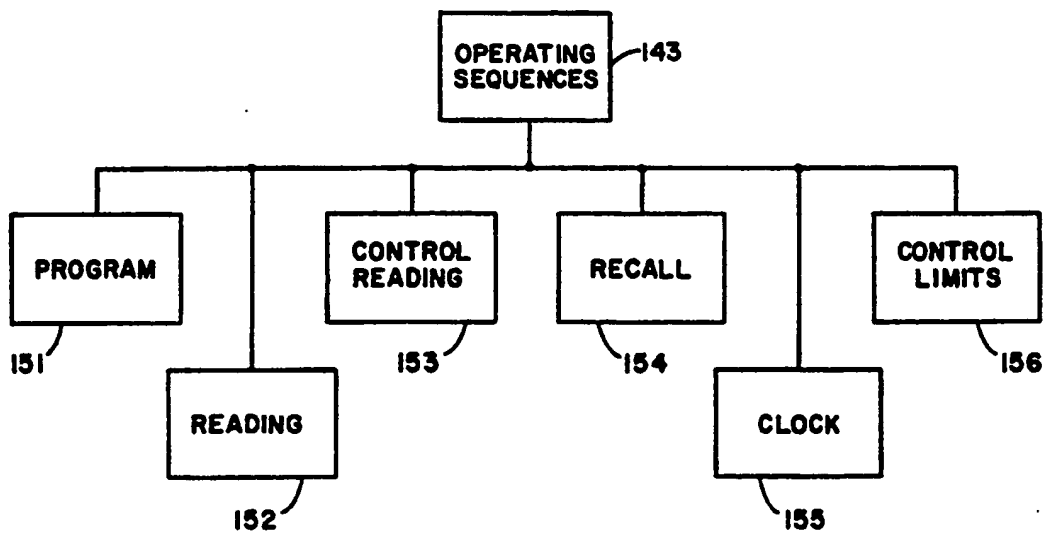 OPERATING
SEQUENCES
143
PROGRAM
151
READING
152
CONTROL
READING
153
RECALL
154
CLOCK
155
CONTROL
LIMITS
156